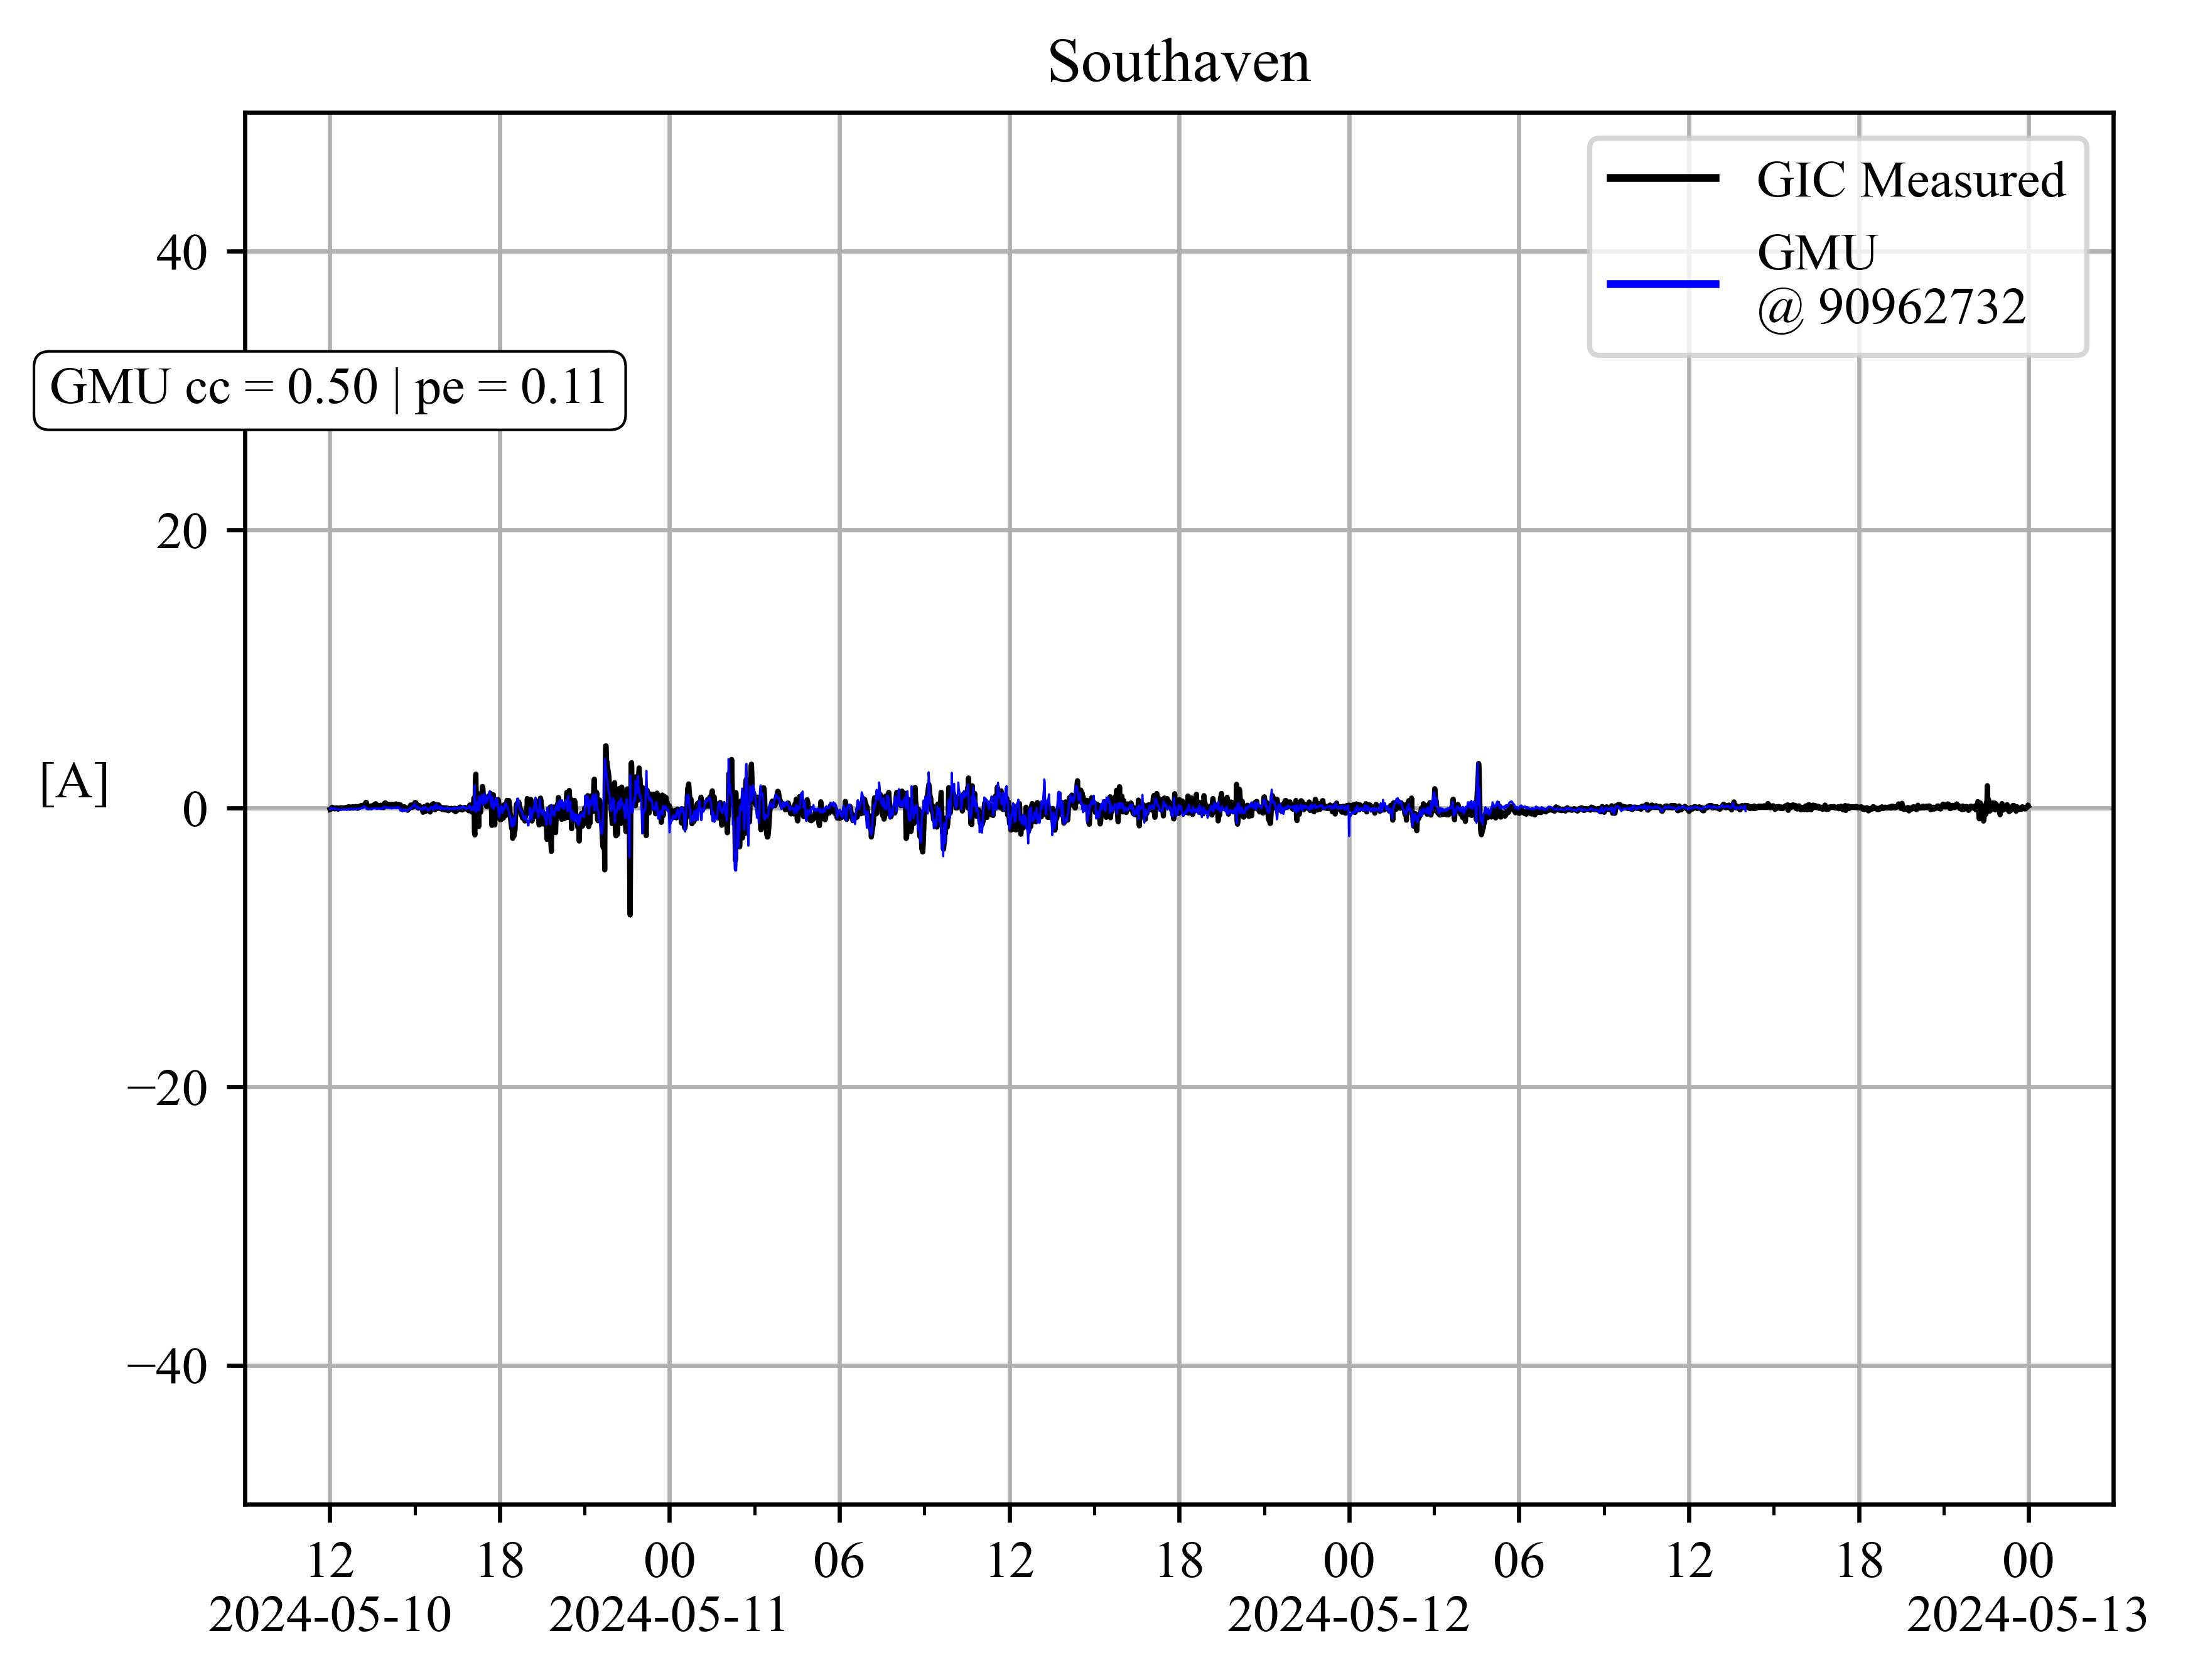 Southaven
GIC Measured
GMU
@ 90962732
40
GMU cc = 0.50 | pe = 0.11
20
[A]
0
−20
−40
12 18 00 06 12 18 00 06 12 18 00
2024-05-10 2024-05-11 2024-05-12 2024-05-13